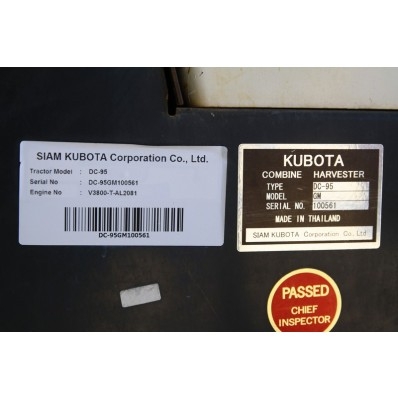 SIAM KUBOTA Corporation Co., Ltd.
Tractor Model : DC-95
Serial No : DC-95GM100561
Engine No : V3800-T-AL2081
DC-95GM100561
KUBOTA
COMBINE HARVESTER
TYPE DC-95
MODEL GM
SERIAL NO. 100561
MADE IN THAILAND
SIAM KUBOTA Corporation Co., Ltd.
PASSED
CHIEF
INSPECTOR